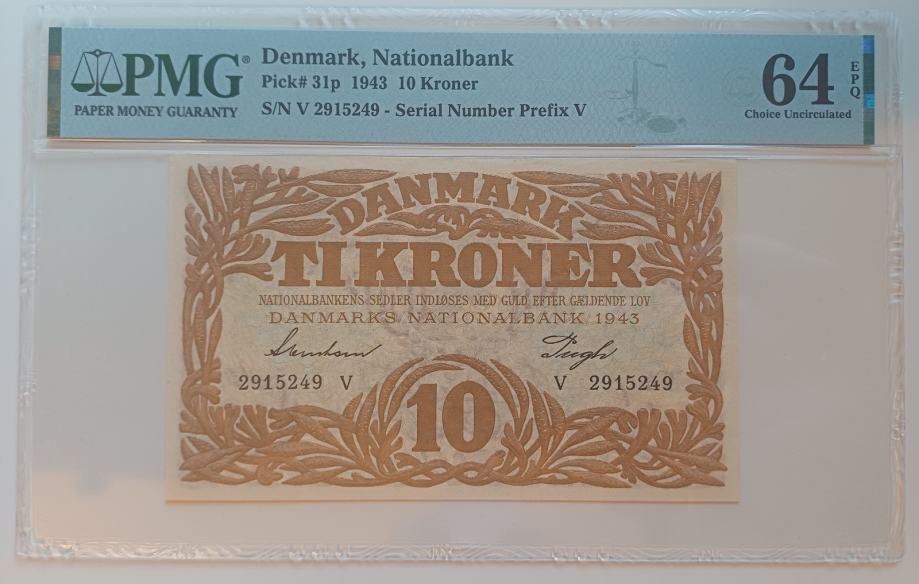 PMG®
PAPER MONEY GUARANTY
Denmark, Nationalbank
Pick# 31p 1943 10 Kroner
S/N V 2915249 - Serial Number Prefix V
64 EPQ
Choice Uncirculated
DANMARK
TI KRONER
NATIONALBANKENS SEDLER INDLØSES MED GULD EFTER GÆLDENDE LOV
DANMARKS NATIONALBANK 1943
Svendsen
2915249 V
V 2915249
10